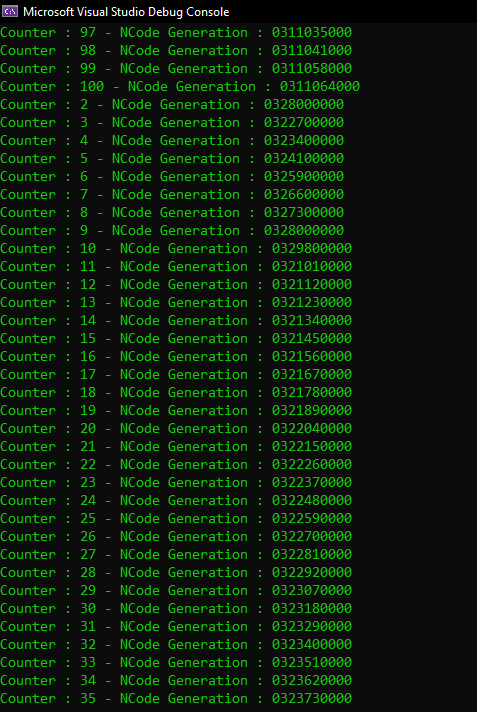 C:\ Microsoft Visual Studio Debug Console
Counter : 97 - NCode Generation : 0311035000
Counter : 98 - NCode Generation : 0311041000
Counter : 99 - NCode Generation : 0311058000
Counter : 100 - NCode Generation : 0311064000
Counter : 2 - NCode Generation : 0328000000
Counter : 3 - NCode Generation : 0322700000
Counter : 4 - NCode Generation : 0323400000
Counter : 5 - NCode Generation : 0324100000
Counter : 6 - NCode Generation : 0325900000
Counter : 7 - NCode Generation : 0326600000
Counter : 8 - NCode Generation : 0327300000
Counter : 9 - NCode Generation : 0328000000
Counter : 10 - NCode Generation : 0329800000
Counter : 11 - NCode Generation : 0321010000
Counter : 12 - NCode Generation : 0321120000
Counter : 13 - NCode Generation : 0321230000
Counter : 14 - NCode Generation : 0321340000
Counter : 15 - NCode Generation : 0321450000
Counter : 16 - NCode Generation : 0321560000
Counter : 17 - NCode Generation : 0321670000
Counter : 18 - NCode Generation : 0321780000
Counter : 19 - NCode Generation : 0321890000
Counter : 20 - NCode Generation : 0322040000
Counter : 21 - NCode Generation : 0322150000
Counter : 22 - NCode Generation : 0322260000
Counter : 23 - NCode Generation : 0322370000
Counter : 24 - NCode Generation : 0322480000
Counter : 25 - NCode Generation : 0322590000
Counter : 26 - NCode Generation : 0322700000
Counter : 27 - NCode Generation : 0322810000
Counter : 28 - NCode Generation : 0322920000
Counter : 29 - NCode Generation : 0323070000
Counter : 30 - NCode Generation : 0323180000
Counter : 31 - NCode Generation : 0323290000
Counter : 32 - NCode Generation : 0323400000
Counter : 33 - NCode Generation : 0323510000
Counter : 34 - NCode Generation : 0323620000
Counter : 35 - NCode Generation : 0323730000